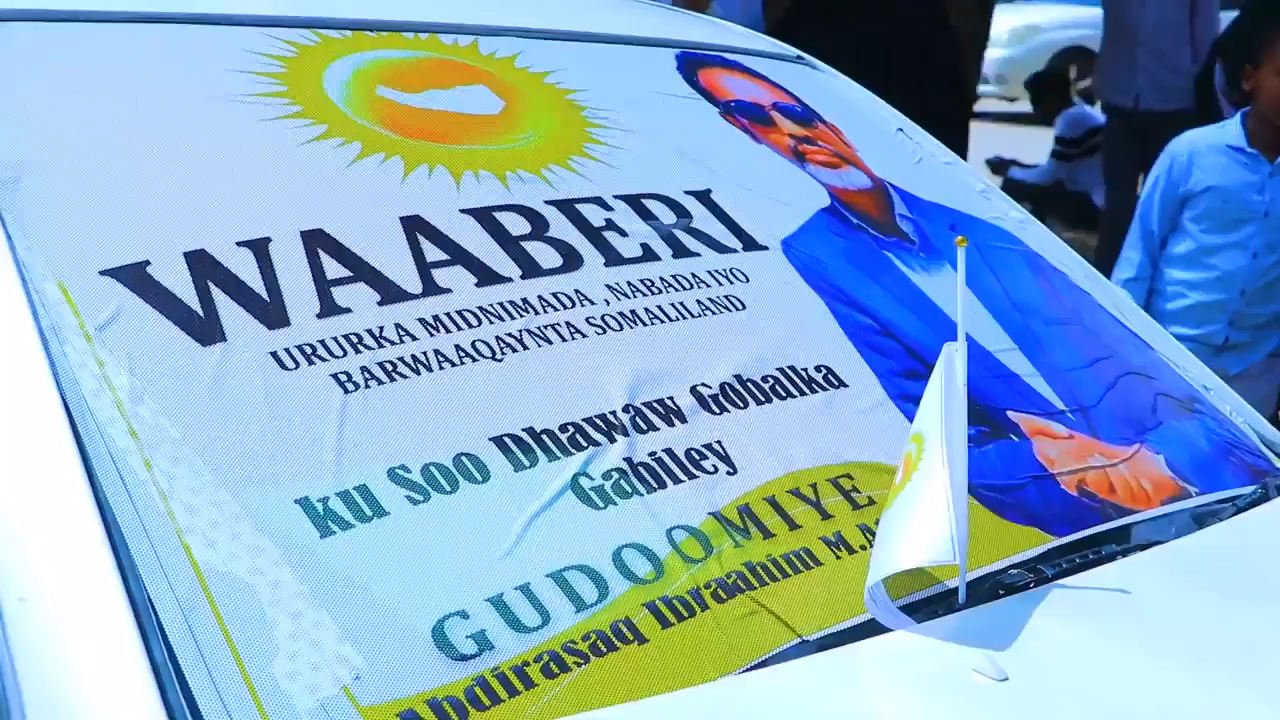 WAABERI
URURKA MIDNIMADA , NABADA IYO
BARWAAQAYNTA SOMALILAND
ku Soo Dhawaw Gobalka
Gabiley
GUDOOMIYE
Abdirasaq Ibraahim M.A